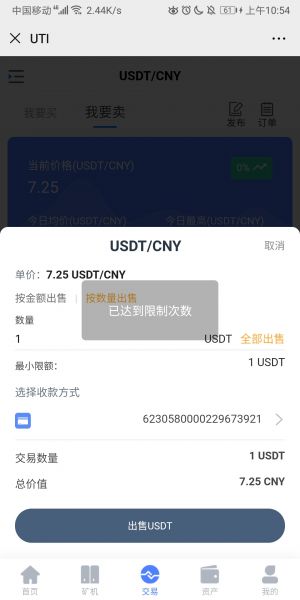 中国移动 46 2.44K/s 61 上午10:54
UTI
USDT/CNY
我要买 我要卖 发布 订单
当前价格(USDT/CNY)
7.25 0%
今日均价(USDT/CNY) 今日最高(USDT/CNY)
USDT/CNY 取消
单价: 7.25 USDT/CNY
按金额出售 | 按数量出售
已达到限制次数
数量
1 USDT 全部出售
最小限额: 1 USDT
选择收款方式
6230580000229673921
交易数量 1 USDT
总价值 7.25 CNY
出售USDT
首页 矿机 交易 资产 我的